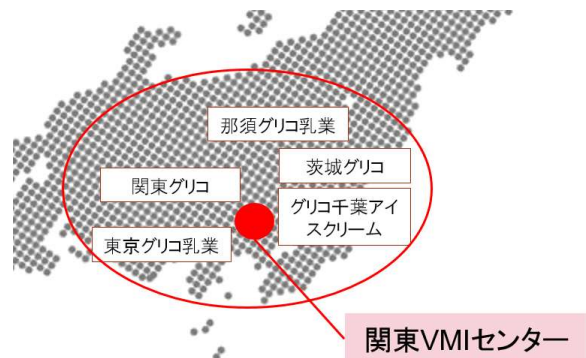 那須グリコ乳業
茨城グリコ
関東グリコ
グリコ千葉アイ
スクリーム
東京グリコ乳業
関東VMIセンター